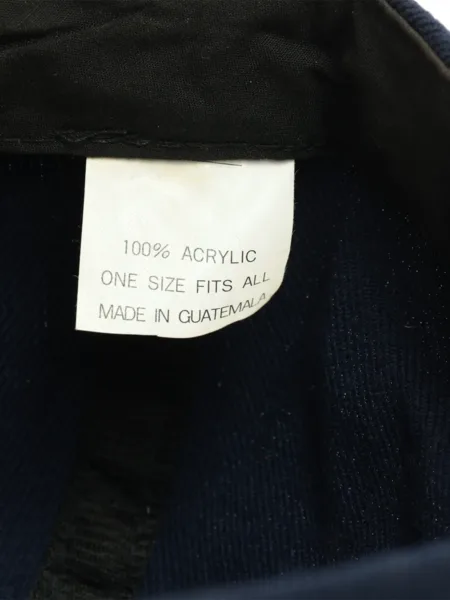 100% ACRYLIC
ONE SIZE FITS ALL
MADE IN GUATEMALA